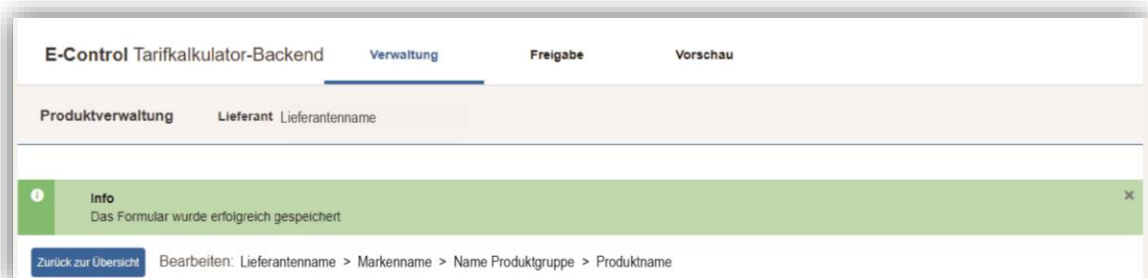 E-Control Tarifkalkulator-Backend Verwaltung Freigabe Vorschau
Produktverwaltung Lieferant Lieferantenname
Info
Das Formular wurde erfolgreich gespeichert
Zurück zur Übersicht Bearbeiten: Lieferantenname > Markenname > Name Produktgruppe > Produktname